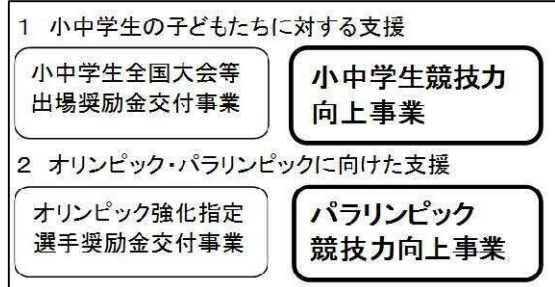 1 小中学生の子どもたちに対する支援
小中学生全国大会等
出場奨励金交付事業
小中学生競技力
向上事業
2 オリンピック・パラリンピックに向けた支援
オリンピック強化指定
選手奨励金交付事業
パラリンピック
競技力向上事業